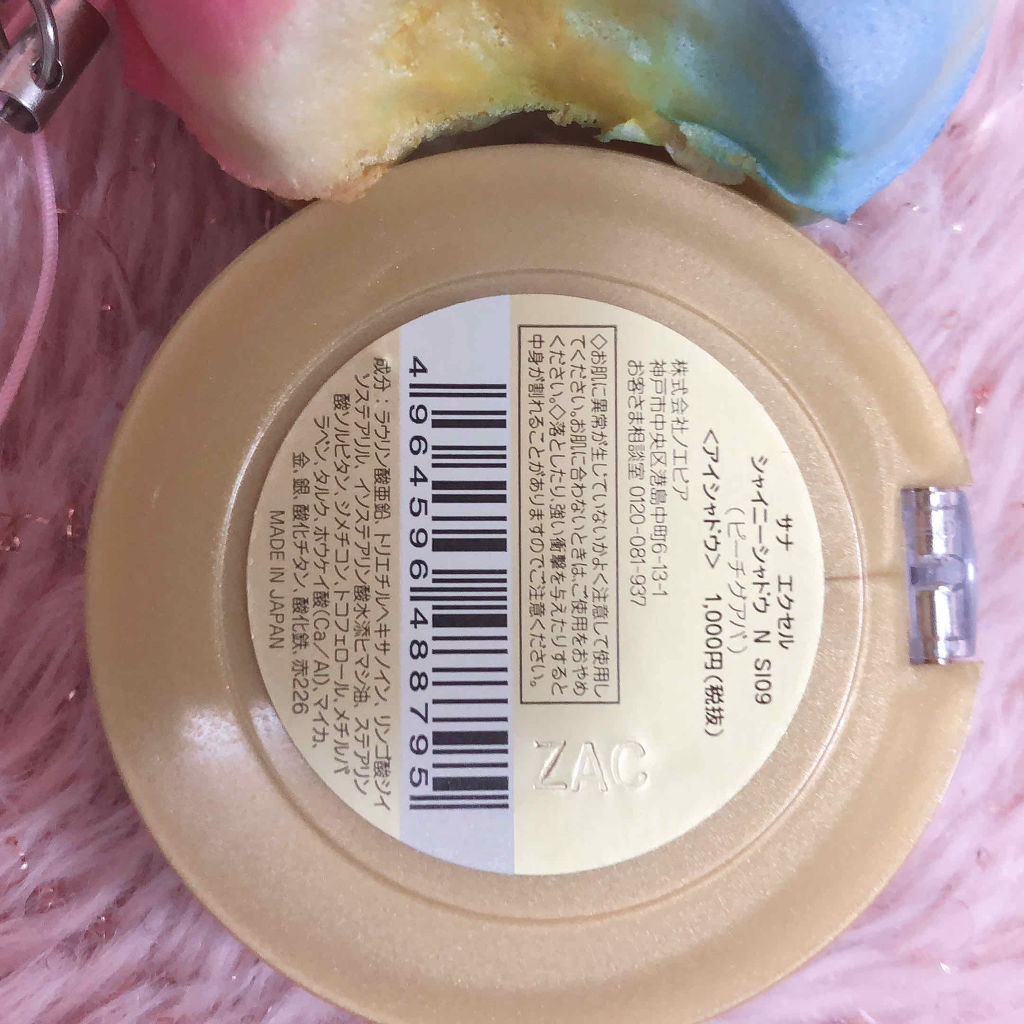 サナ エクセル
シャイニーシャドウ N SI09
(ピーチグアバ)
<アイシャドウ> 1,000円(税抜)
株式会社ノエビア
神戸市中央区港島中町6-13-1
お客さま相談室 0120-081-937
◇お肌に異常が生じていないかよく注意して使用し
てください。お肌に合わないときは、ご使用をおやめ
ください。◇落としたり強い衝撃を与えたりすると
中身が割れることがありますのでご注意ください。
ZAC
4964596488795
成分:ラウリン酸亜鉛、トリエチルヘキサノイン、リンゴ酸ジイ
ソステアリル、イソステアリン酸水添ヒマシ油、ステアリン
酸ソルビタン、ジメチコン、トコフェロール、メチルパ
ラベン、タルク、ホウケイ酸(Ca/Al)、マイカ、
金、銀、酸化チタン、酸化鉄、赤226
MADE IN JAPAN